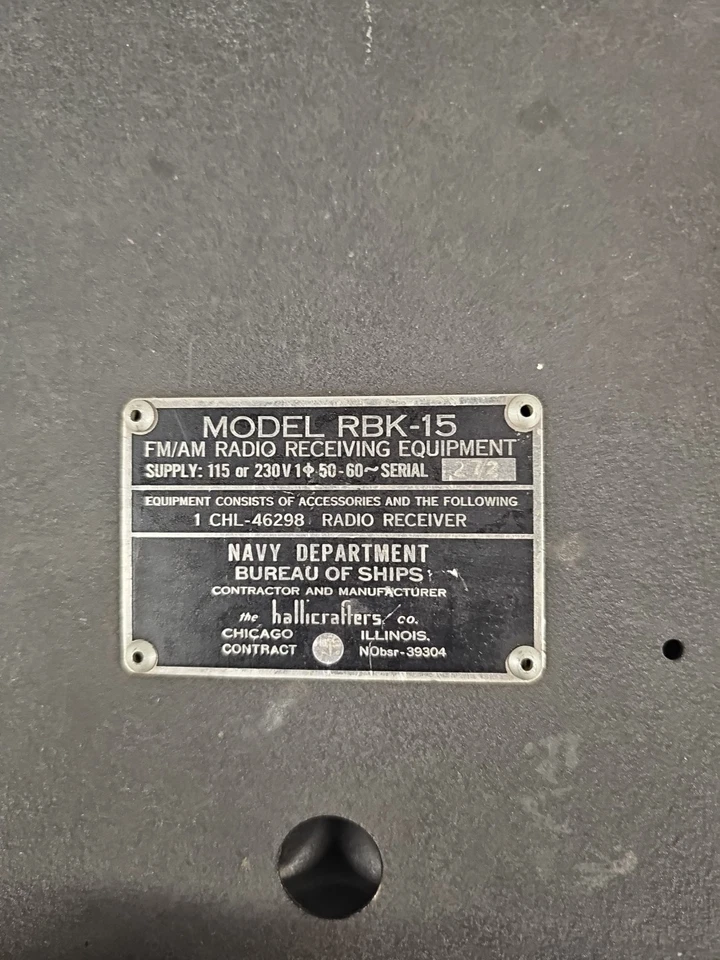 MODEL RBK-15
FM/AM RADIO RECEIVING EQUIPMENT
SUPPLY: 115 or 230V 1ϕ 50-60~ SERIAL 272
EQUIPMENT CONSISTS OF ACCESSORIES AND THE FOLLOWING
1 CHL-46298 RADIO RECEIVER
NAVY DEPARTMENT
BUREAU OF SHIPS
CONTRACTOR AND MANUFACTURER
the hallicrafters co.
CHICAGO ILLINOIS.
CONTRACT NObsr-39304